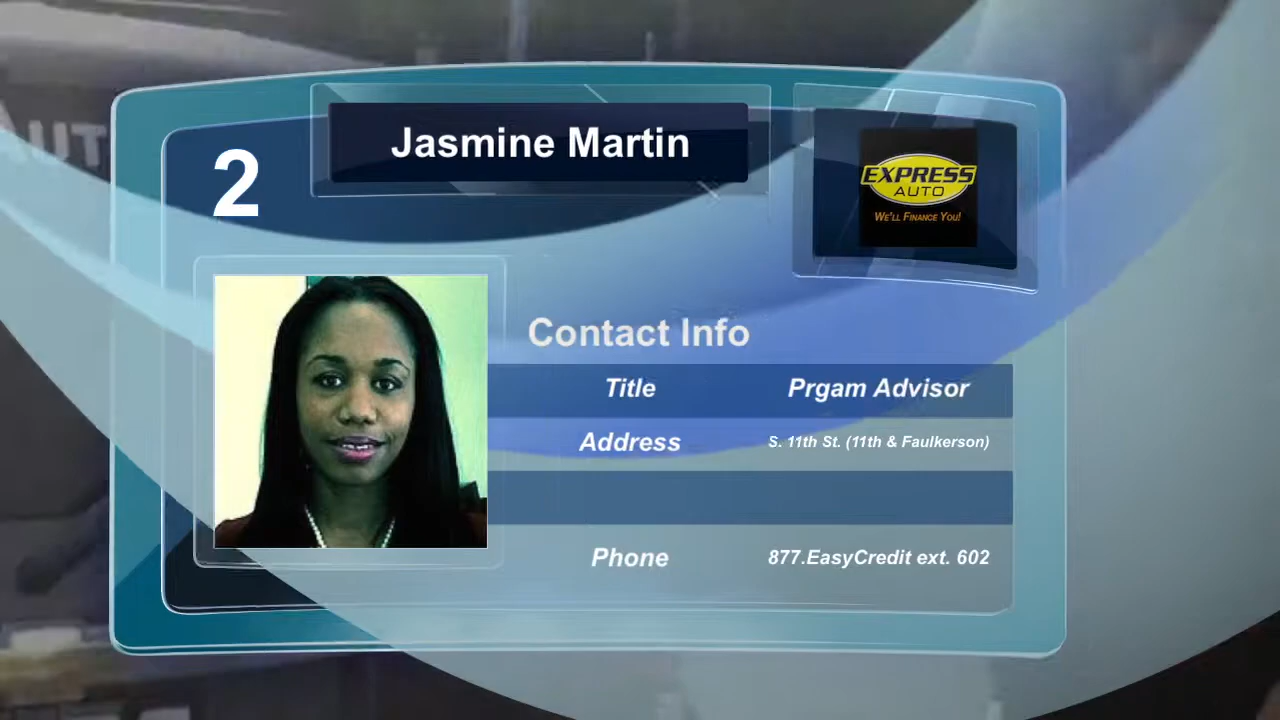 AUT
2
Jasmine Martin
EXPRESS
AUTO
WE'LL FINANCE YOU!
Contact Info
Title Prgam Advisor
Address S. 11th St. (11th & Faulkerson)
Phone 877.EasyCredit ext. 602